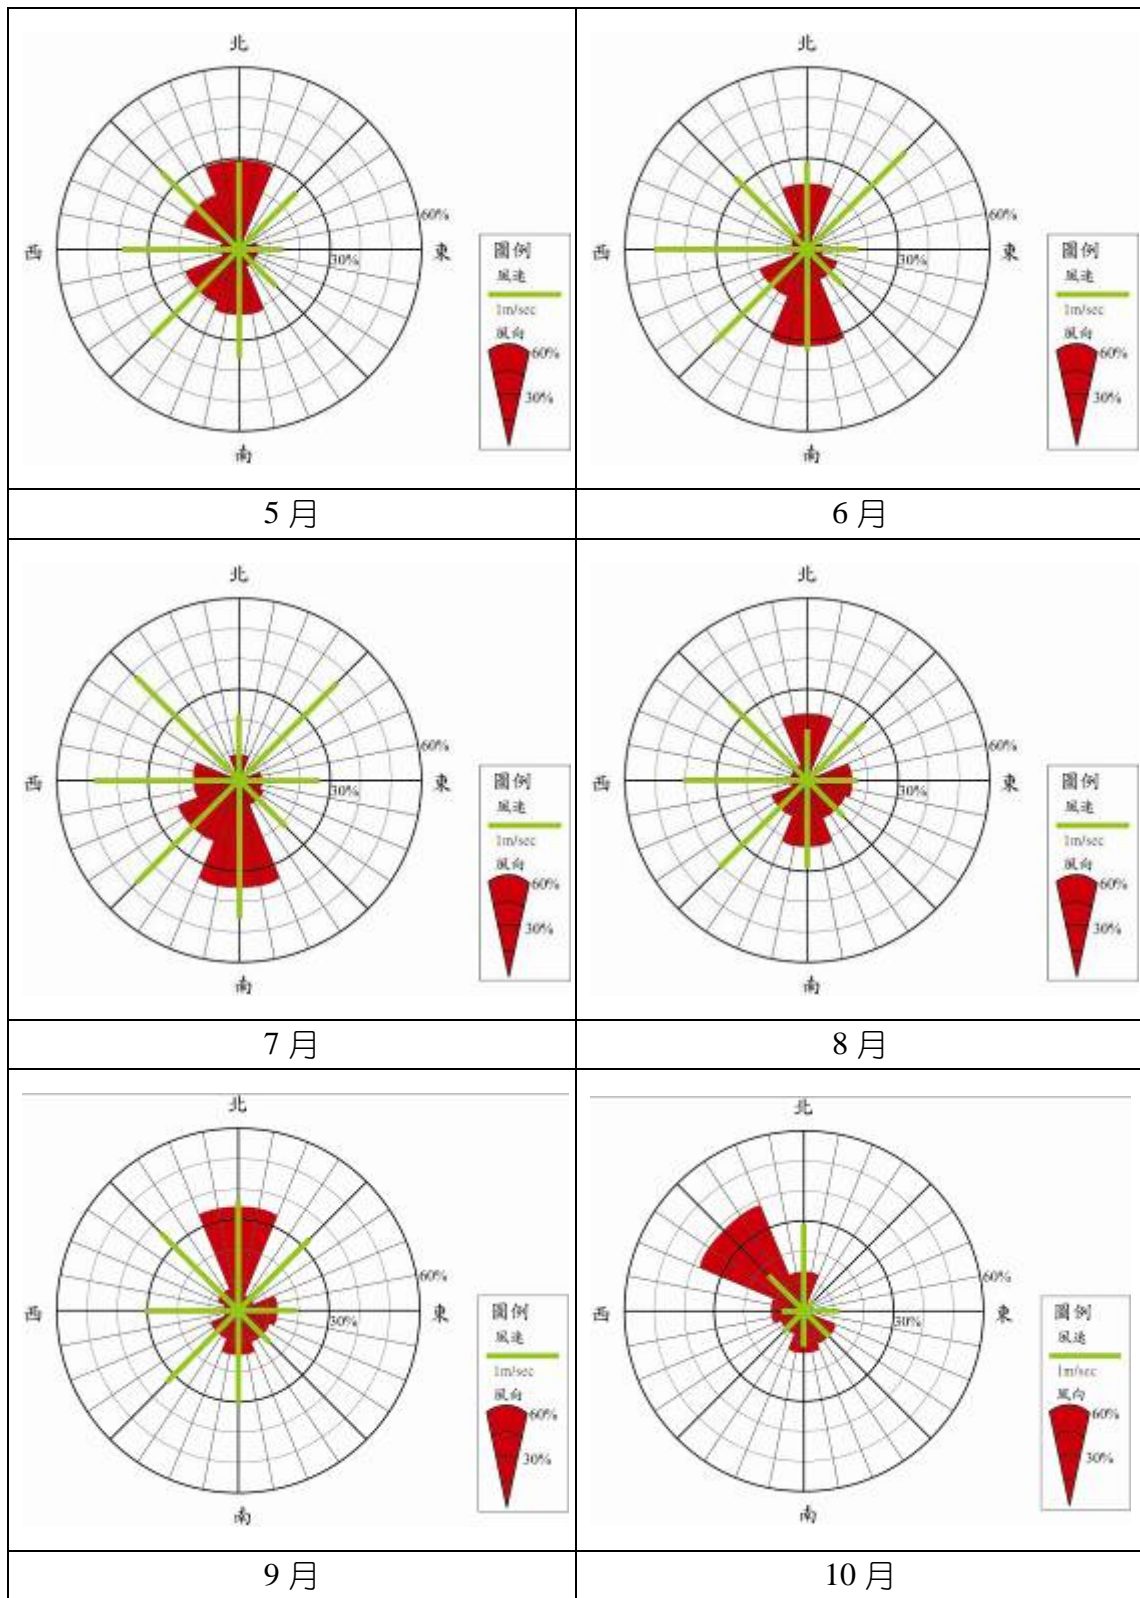 北
60%
西
30%
東
南
圖例
風速
1m/sec
風向
60%
30%
北
60%
西
30%
東
南
圖例
風速
1m/sec
風向
60%
30%
5 月
6 月
北
60%
西
30%
東
南
圖例
風速
1m/sec
風向
60%
30%
北
60%
西
30%
東
南
圖例
風速
1m/sec
風向
60%
30%
7 月
8 月
北
60%
西
30%
東
南
圖例
風速
1m/sec
風向
60%
30%
北
60%
西
30%
東
南
圖例
風速
1m/sec
風向
60%
30%
9 月
10 月